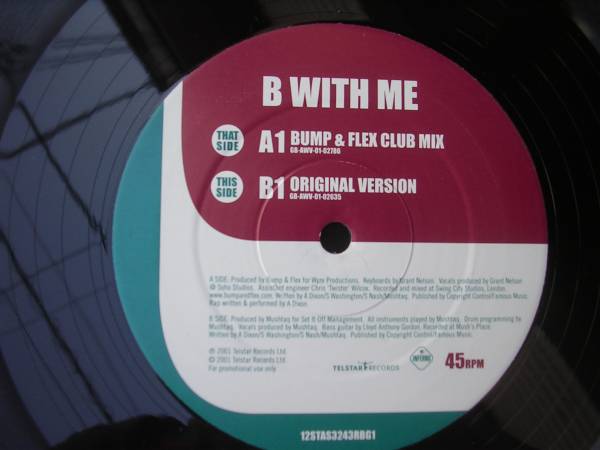 B WITH ME
THAT SIDE
A1 BUMP & FLEX CLUB MIX
GB-AWV-01-02786
THIS SIDE
B1 ORIGINAL VERSION
GB-AWV-01-02635
A SIDE: Produced by Bump & Flex for Wyze Productions. Keyboards by Grant Nelson. Vocals produced by Grant Nelson
@ Soho Studios. Assistant engineer Chris 'Twister' Wilcox. Recorded and mixed at Swing City Studios, London.
www.bumpandflex.com. Written by A Dixon/S Washington/S Nash/Mushtaq. Published by Copyright Control/Famous Music.
Rap written & performed by A Dixon.
B SIDE: Produced by Mushtaq for Set It Off Management. All instruments played by Mushtaq. Drum programming by
Mushtaq. Vocals produced by Mushtaq. Bass guitar by Leon Anthony Gordon. Recorded at Mush's Place.
Written by A Dixon/S Washington/S Nash/Mushtaq. Published by Copyright Control/Famous Music.
℗ 2001 Telstar Records Ltd.
© 2001 Telstar Records Ltd.
For promotional use only
TELSTAR RECORDS
INFERNO
45RPM
12STAS3243RBG1